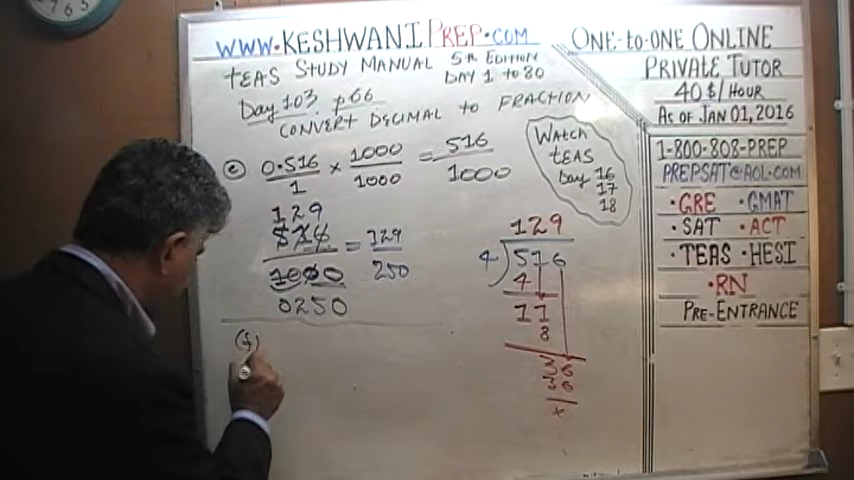 www.KESHWANIPREP.COM
TEAS STUDY MANUAL 5th EDITION
DAY 1 TO 80
Day 103. p66
CONVERT DECIMAL TO FRACTION
(e) 0.516/1 × 1000/1000 = 516/1000
129
516/1000 = 129/250
0250
(f)
WATCH
TEAS
Day 16
17
18
129
4)516
4
11
8
36
36
×
ONE-to-ONE ONLINE
PRIVATE TUTOR
40$/HOUR
AS OF JAN 01, 2016
1-800-808-PREP
PREPSAT@AOL.COM
•GRE •GMAT
•SAT •ACT
•TEAS •HESI
•RN
PRE-ENTRANCE